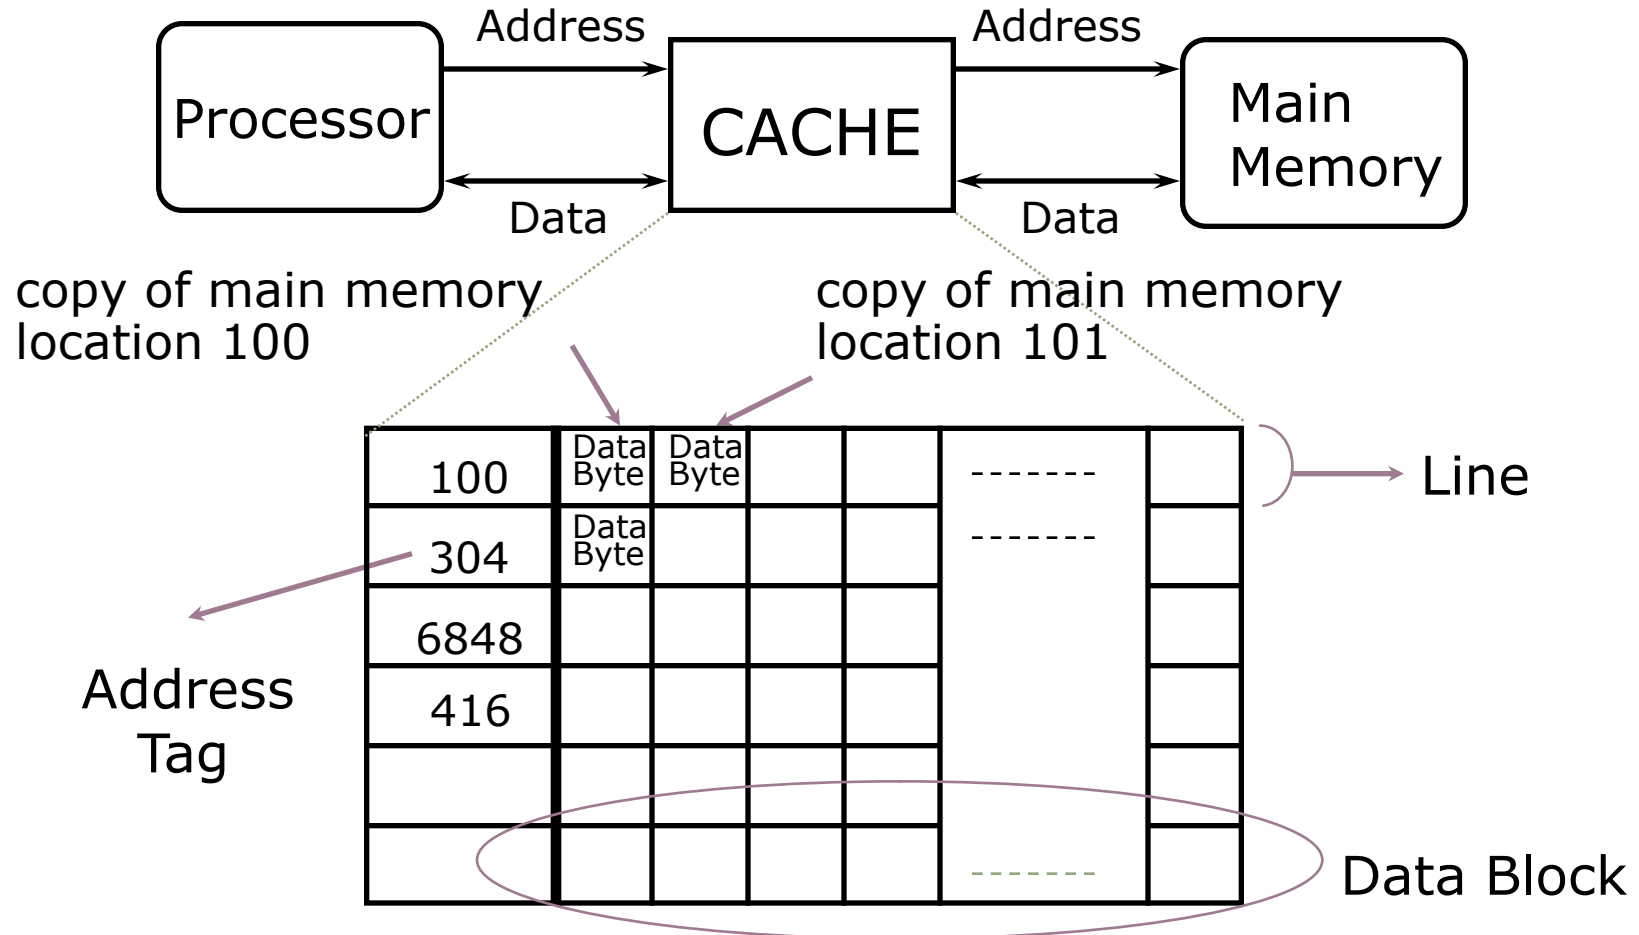 Address
Address
Processor
CACHE
Main
Memory
Data
Data
copy of main memory
location 100
copy of main memory
location 101
100
Data
Byte
Data
Byte
-------
Line
304
Data
Byte
-------
6848
416
Address
Tag
-------
Data Block